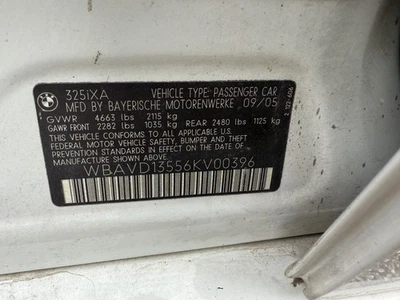 325iXA VEHICLE TYPE: PASSENGER CAR
MFD BY BAYERISCHE MOTORENWERKE 09/05
GVWR 4663 lbs 2115 kg
GAWR FRONT 2282 lbs 1035 kg REAR 2480 lbs 1125 kg
THIS VEHICLE CONFORMS TO ALL APPLICABLE U.S.
FEDERAL MOTOR VEHICLE SAFETY, BUMPER AND THEFT
PREVENTION STANDARDS IN EFFECT ON THE DATE OF
MANUFACTURE SHOWN ABOVE.
WBAVD13556KV00396